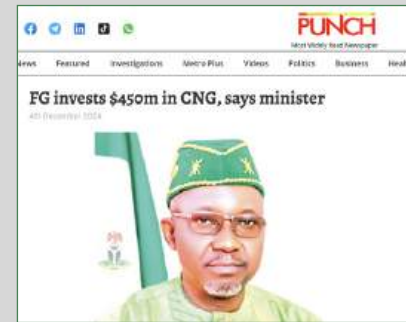 PUNCH
Most Widely Read Newspaper
News Featured Investigations Metro Plus Videos Politics Business Heal
FG invests $450m in CNG, says minister
4th December 2024